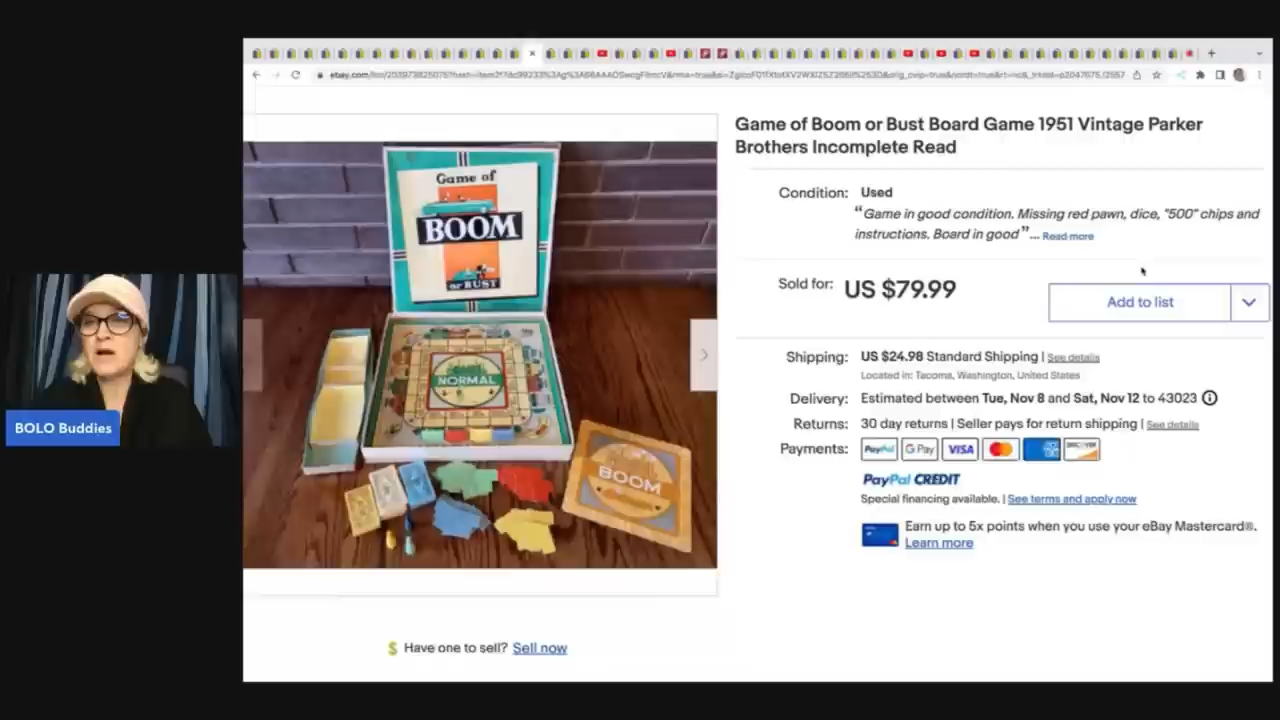 Game of Boom or Bust Board Game 1951 Vintage Parker
Brothers Incomplete Read
Condition: Used
“Game in good condition. Missing red pawn, dice, "500" chips and
instructions. Board in good”... Read more
Sold for: US $79.99
Add to list
Shipping: US $24.98 Standard Shipping | See details
Located in: Tacoma, Washington, United States
Delivery: Estimated between Tue, Nov 8 and Sat, Nov 12 to 43023
Returns: 30 day returns | Seller pays for return shipping | See details
Payments: PayPal G Pay VISA MasterCard DISCOVER
PayPal CREDIT
Special financing available. | See terms and apply now
Earn up to 5x points when you use your eBay Mastercard®.
Learn more
Game of
BOOM
or BUST
NORMAL
BOOM
BOLO Buddies
$ Have one to sell? Sell now